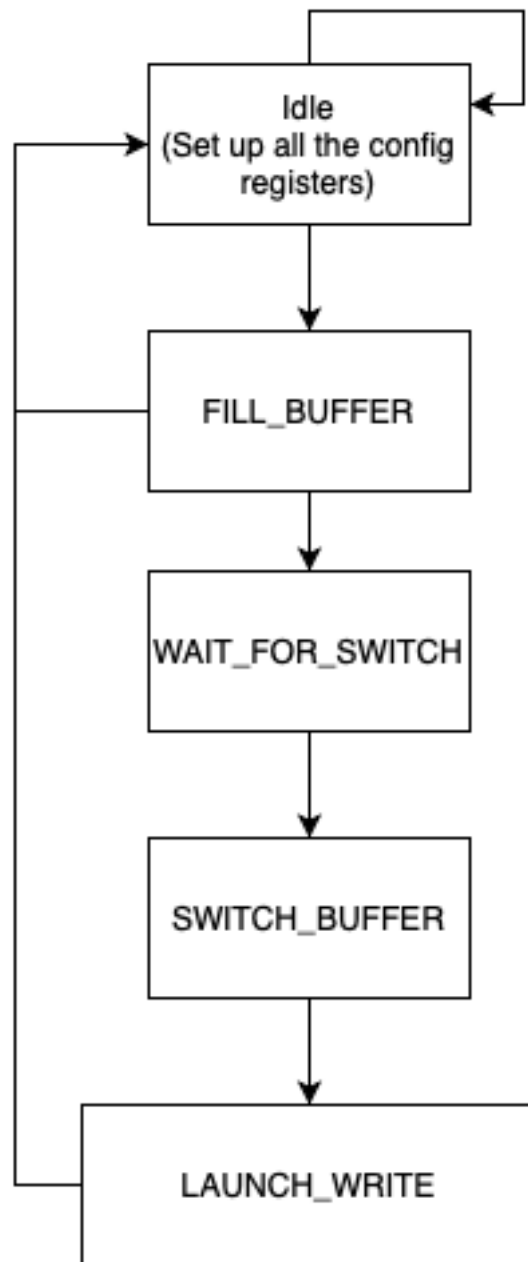 Idle
(Set up all the config
registers)
FILL_BUFFER
WAIT_FOR_SWITCH
SWITCH_BUFFER
LAUNCH_WRITE